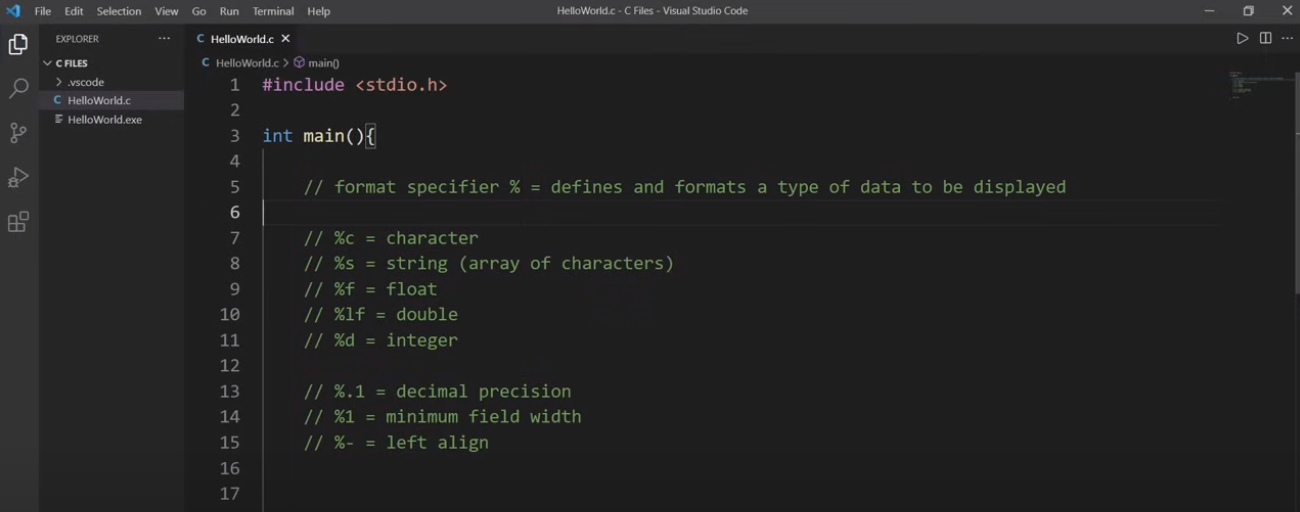 File Edit Selection View Go Run Terminal Help HelloWorld.c - C Files - Visual Studio Code
EXPLORER
C FILES
.vscode
C HelloWorld.c
HelloWorld.exe
C HelloWorld.c
C HelloWorld.c > main()
1 #include <stdio.h>
2
3 int main(){
4
5 // format specifier % = defines and formats a type of data to be displayed
6
7 // %c = character
8 // %s = string (array of characters)
9 // %f = float
10 // %lf = double
11 // %d = integer
12
13 // %.1 = decimal precision
14 // %1 = minimum field width
15 // %- = left align
16
17